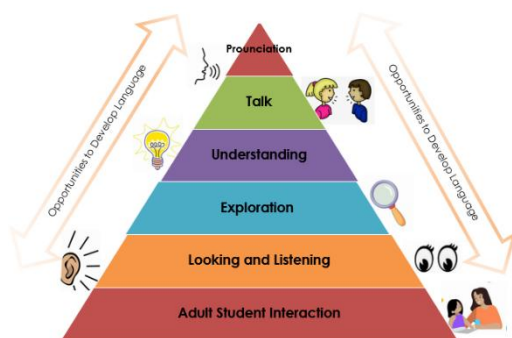 Prounciation
Talk
Understanding
Exploration
Looking and Listening
Adult Student Interaction
Opportunities to Develop Language
Opportunities to Develop Language